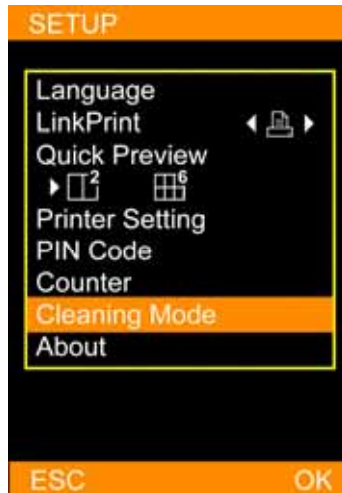 SETUP
Language
LinkPrint
Quick Preview
2 6
Printer Setting
PIN Code
Counter
Cleaning Mode
About
ESC OK